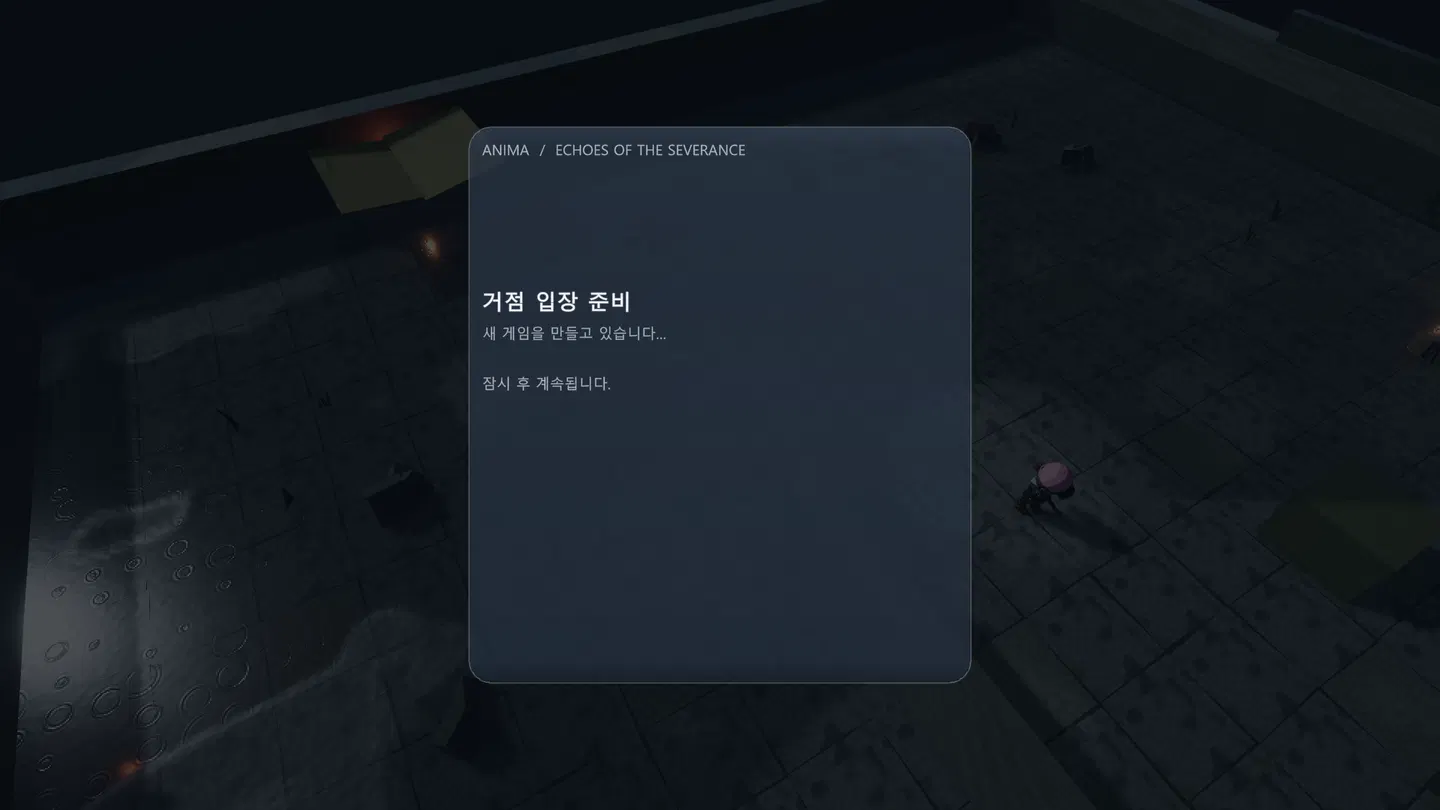 ANIMA / ECHOES OF THE SEVERANCE
거점 입장 준비
새 게임을 만들고 있습니다...
잠시 후 계속됩니다.